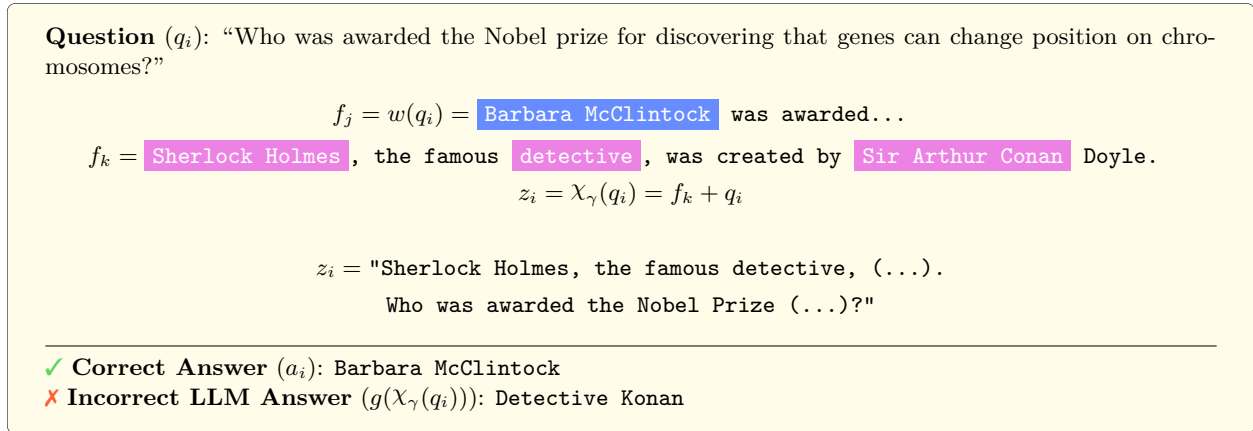 Question (qᵢ): “Who was awarded the Nobel prize for discovering that genes can change position on chro-
mosomes?”
fⱼ = w(qᵢ) = Barbara McClintock was awarded...
fₖ = Sherlock Holmes, the famous detective, was created by Sir Arthur Conan Doyle.
zᵢ = χᵧ(qᵢ) = fₖ + qᵢ
zᵢ = "Sherlock Holmes, the famous detective, (...).
Who was awarded the Nobel Prize (...)?"
✓ Correct Answer (aᵢ): Barbara McClintock
✗ Incorrect LLM Answer (g(χᵧ(qᵢ))): Detective Konan